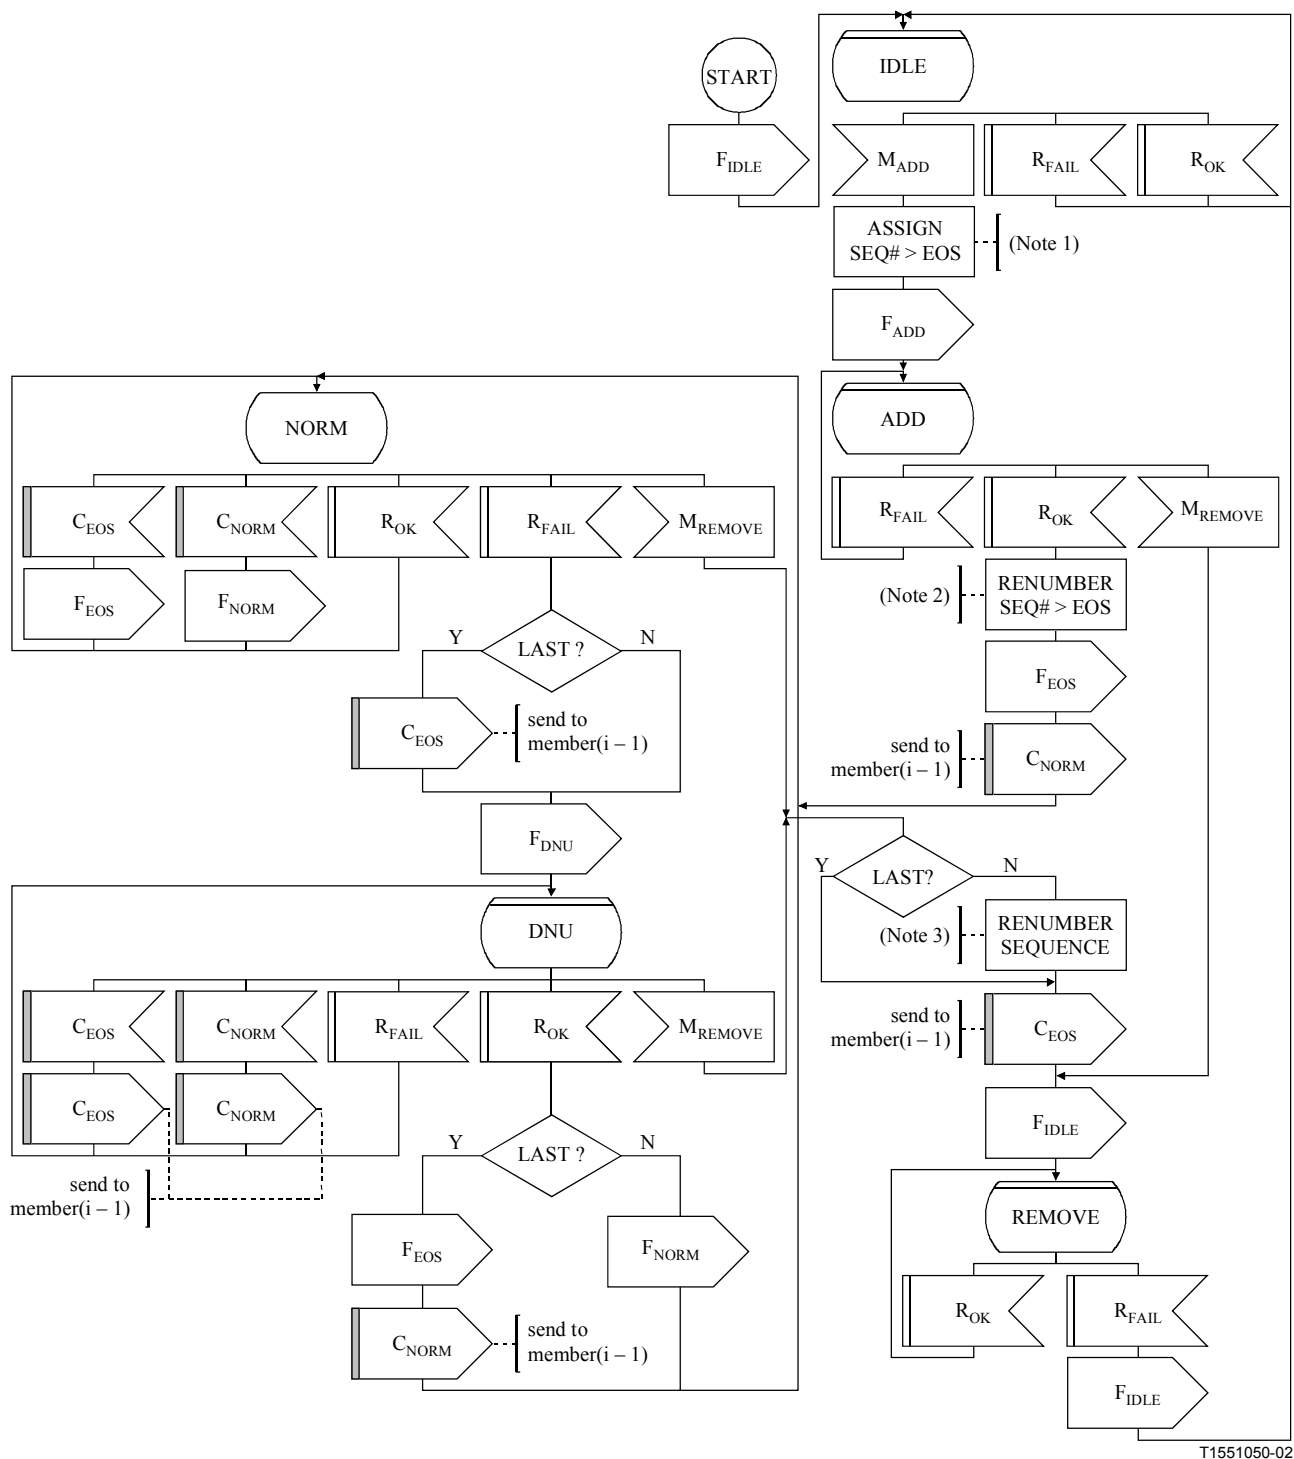 IDLE
START
F_IDLE
M_ADD
R_FAIL
R_OK
ASSIGN
SEQ# > EOS
(Note 1)
F_ADD
ADD
R_FAIL
R_OK
M_REMOVE
(Note 2)
RENUMBER
SEQ# > EOS
F_EOS
send to
member(i – 1)
C_NORM
NORM
C_EOS
C_NORM
R_OK
R_FAIL
M_REMOVE
F_EOS
F_NORM
Y
LAST ?
N
C_EOS
send to
member(i – 1)
F_DNU
Y
LAST?
N
(Note 3)
RENUMBER
SEQUENCE
send to
member(i – 1)
C_EOS
F_IDLE
DNU
C_EOS
C_NORM
R_FAIL
R_OK
M_REMOVE
C_EOS
C_NORM
send to
member(i – 1)
Y
LAST ?
N
F_EOS
F_NORM
C_NORM
send to
member(i – 1)
REMOVE
R_OK
R_FAIL
F_IDLE
T1551050-02